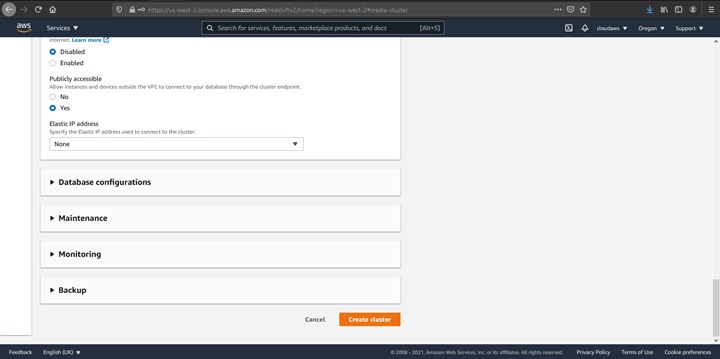 https://us-west-2.console.aws.amazon.com/redshiftv2/home?region=us-west-2#create-cluster
aws
Services
Search for services, features, marketplace products, and docs
[Alt+S]
cloudaws
Oregon
Support
internet. Learn more
Disabled
Enabled
Publicly accessible
Allow instances and devices outside the VPC to connect to your database through the cluster endpoint.
No
Yes
Elastic IP address
Specify the Elastic IP address used to connect to the cluster.
None
Database configurations
Maintenance
Monitoring
Backup
Cancel
Create cluster
Feedback
English (UK)
© 2008 - 2021, Amazon Web Services, Inc. or its affiliates. All rights reserved.
Privacy Policy
Terms of Use
Cookie preferences